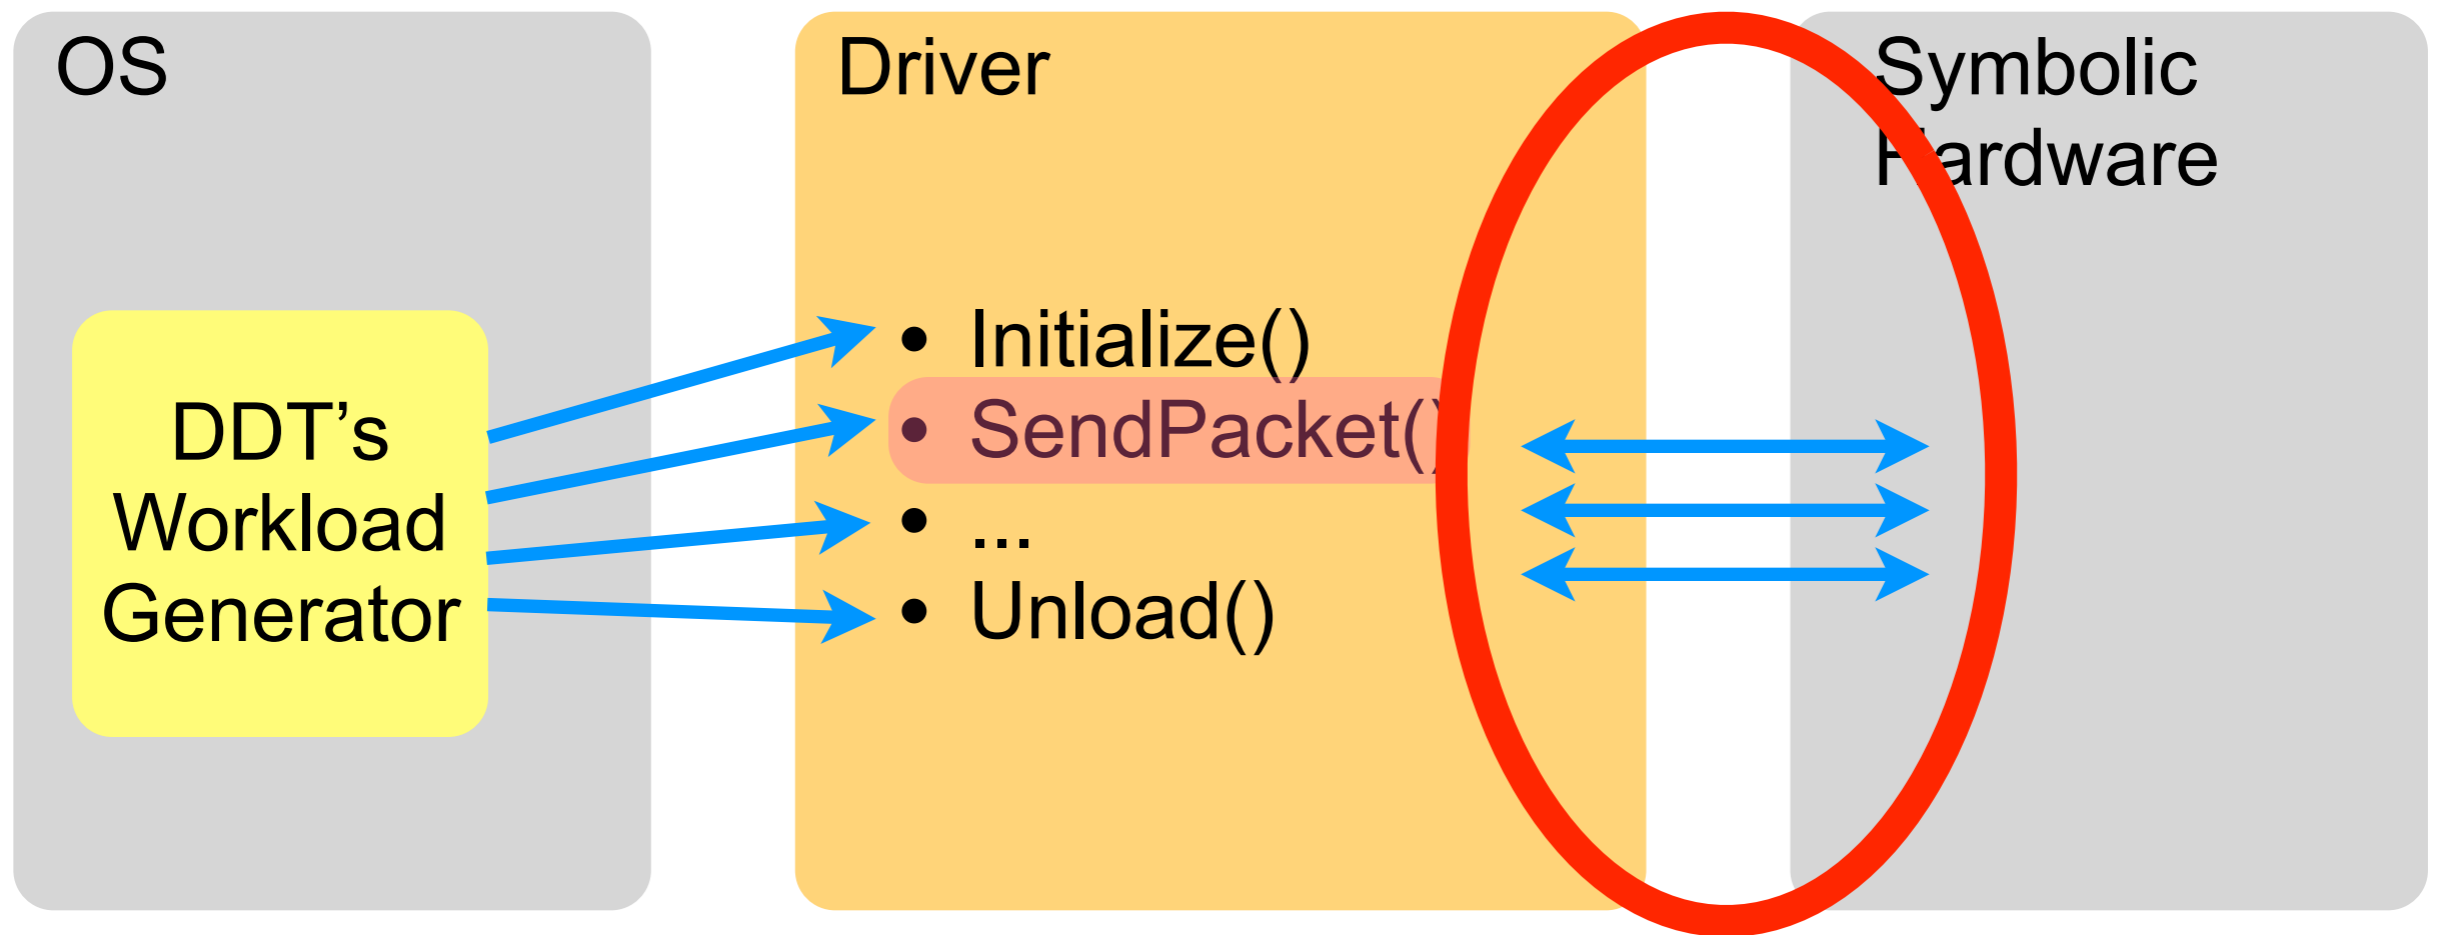 OS
DDT's
Workload
Generator
Driver
• Initialize()
• SendPacket()
• ...
• Unload()
Symbolic
Hardware